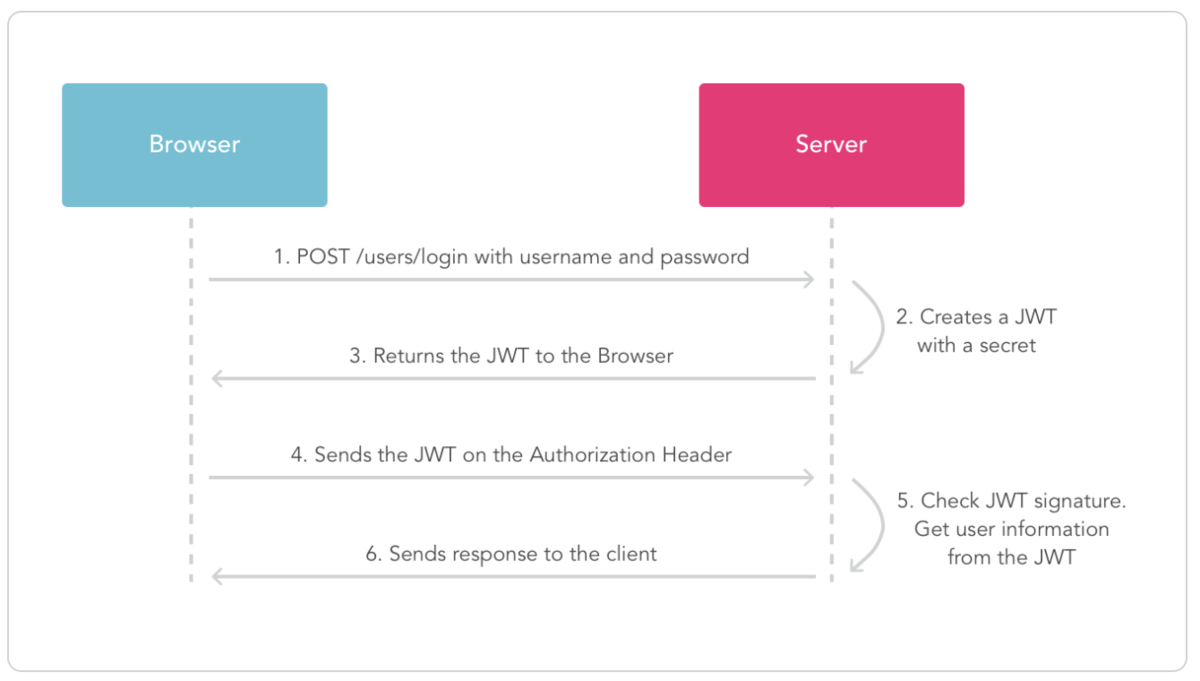 Browser
Server
1. POST /users/login with username and password
2. Creates a JWT
with a secret
3. Returns the JWT to the Browser
4. Sends the JWT on the Authorization Header
5. Check JWT signature.
Get user information
from the JWT
6. Sends response to the client